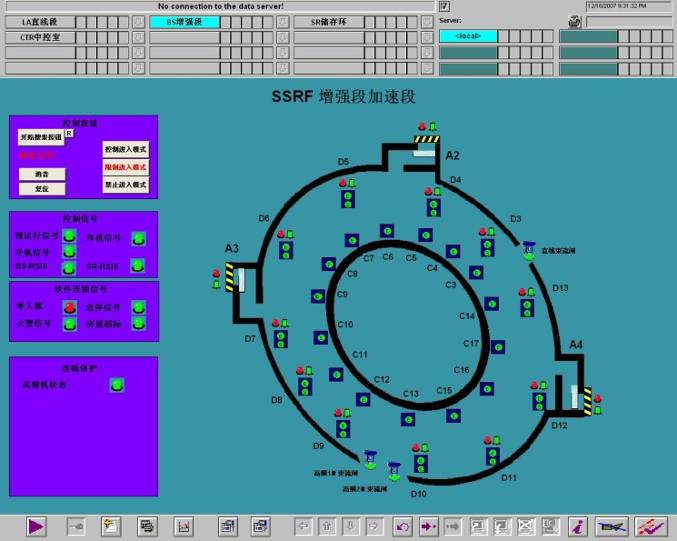 No connection to the data server!
12/10/2007 9:31:32 PM
LA直线段
BS增强段
SR储存环
Server:
CTR中控室
<local>
SSRF 增强段加速段
控制按钮
开始搜索按钮
R
控制进入模式
限制进入模式
消音
禁止进入模式
复位
控制信号
预运行信号
停机信号
开机信号
BS-RSIS
SR-RSIS
软件连锁信号
急停信号
火警信号
剂量超标
连锁保护
高频机状态
A2
D5
D4
D6
D3
直线束流闸
A3
C7
C6
C5
C8
C4
C3
C9
D13
C14
C10
C17
D7
A4
C11
C16
C12
C15
C13
D8
D12
D9
高频1# 束流闸
高频2# 束流闸
D11
D10